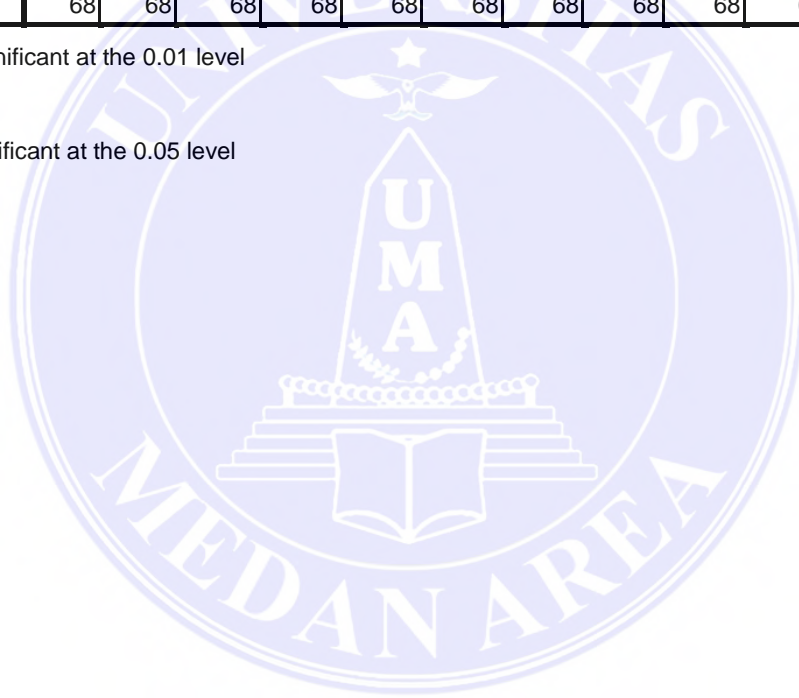 68 68 68 68 68 68 68 68 68
nificant at the 0.01 level
ificant at the 0.05 level
UNIVERSITAS
U
M
A
MEDAN AREA